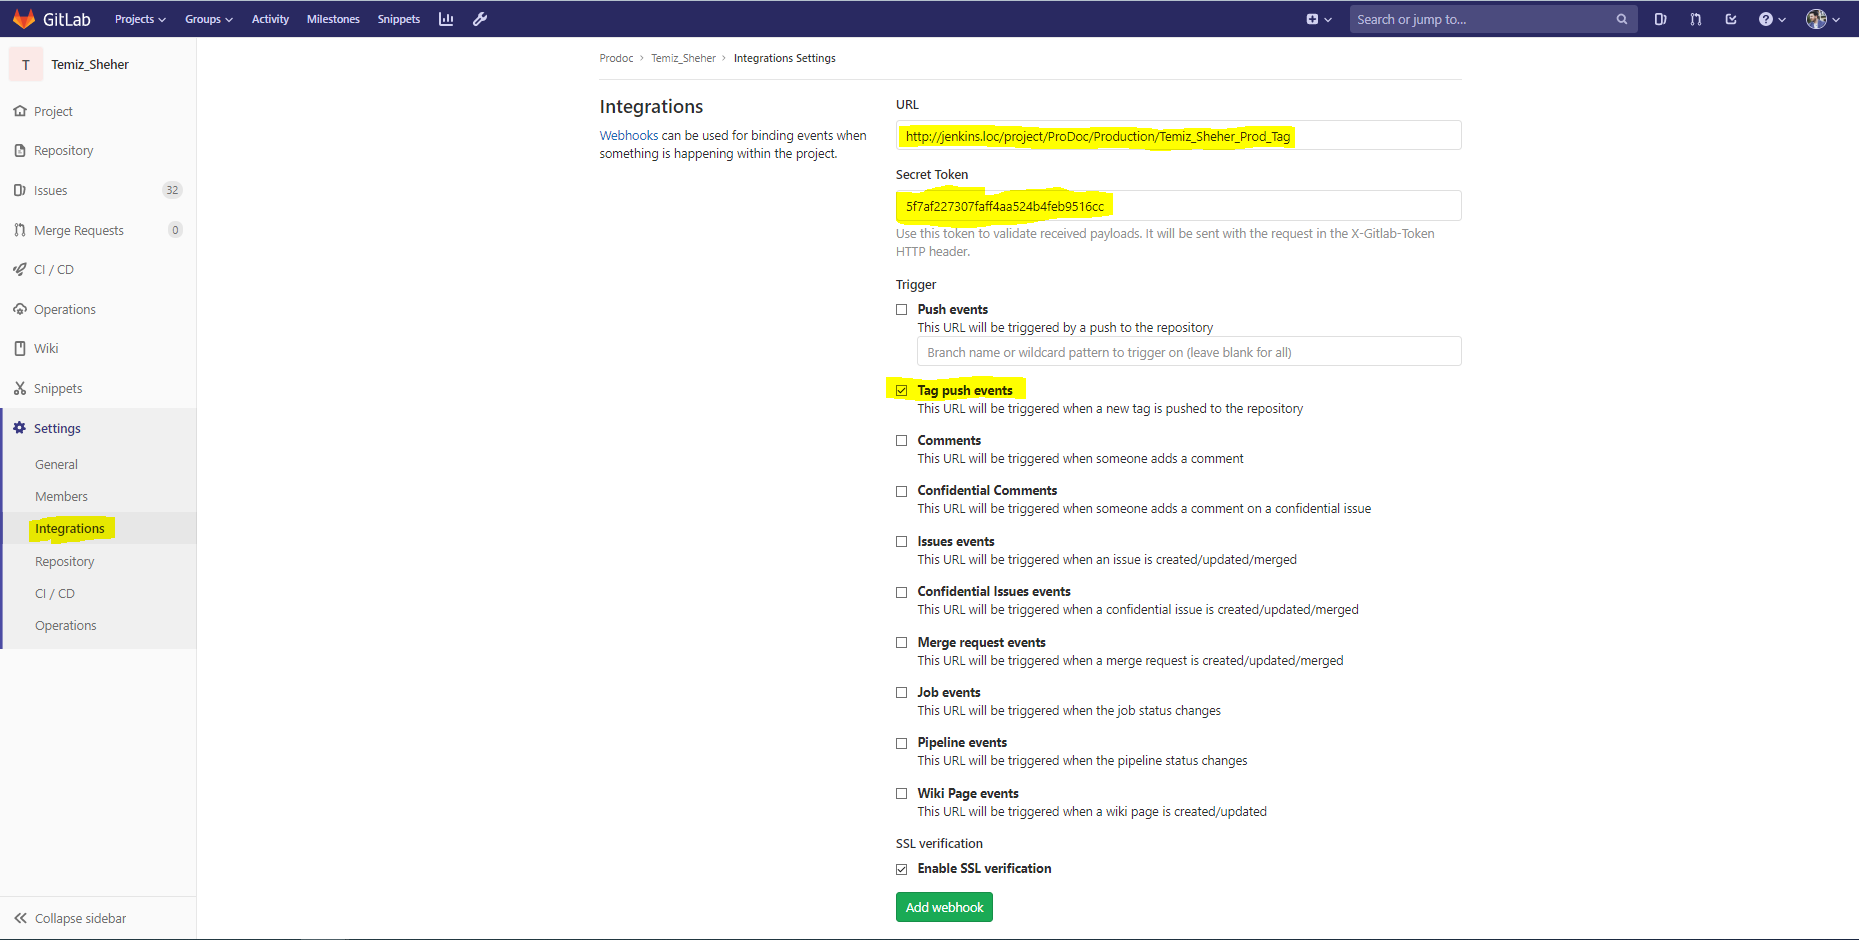 GitLab Projects Groups Activity Milestones Snippets Search or jump to...
T Temiz_Sheher
Project
Repository
Issues 32
Merge Requests 0
CI / CD
Operations
Wiki
Snippets
Settings
General
Members
Integrations
Repository
CI / CD
Operations
Collapse sidebar
Prodoc > Temiz_Sheher > Integrations Settings
Integrations
Webhooks can be used for binding events when
something is happening within the project.
URL
http://jenkins.loc/project/ProDoc/Production/Temiz_Sheher_Prod_Tag
Secret Token
5f7af227307faff4aa524b4feb9516cc
Use this token to validate received payloads. It will be sent with the request in the X-Gitlab-Token
HTTP header.
Trigger
Push events
This URL will be triggered by a push to the repository
Branch name or wildcard pattern to trigger on (leave blank for all)
Tag push events
This URL will be triggered when a new tag is pushed to the repository
Comments
This URL will be triggered when someone adds a comment
Confidential Comments
This URL will be triggered when someone adds a comment on a confidential issue
Issues events
This URL will be triggered when an issue is created/updated/merged
Confidential Issues events
This URL will be triggered when a confidential issue is created/updated/merged
Merge request events
This URL will be triggered when a merge request is created/updated/merged
Job events
This URL will be triggered when the job status changes
Pipeline events
This URL will be triggered when the pipeline status changes
Wiki Page events
This URL will be triggered when a wiki page is created/updated
SSL verification
Enable SSL verification
Add webhook